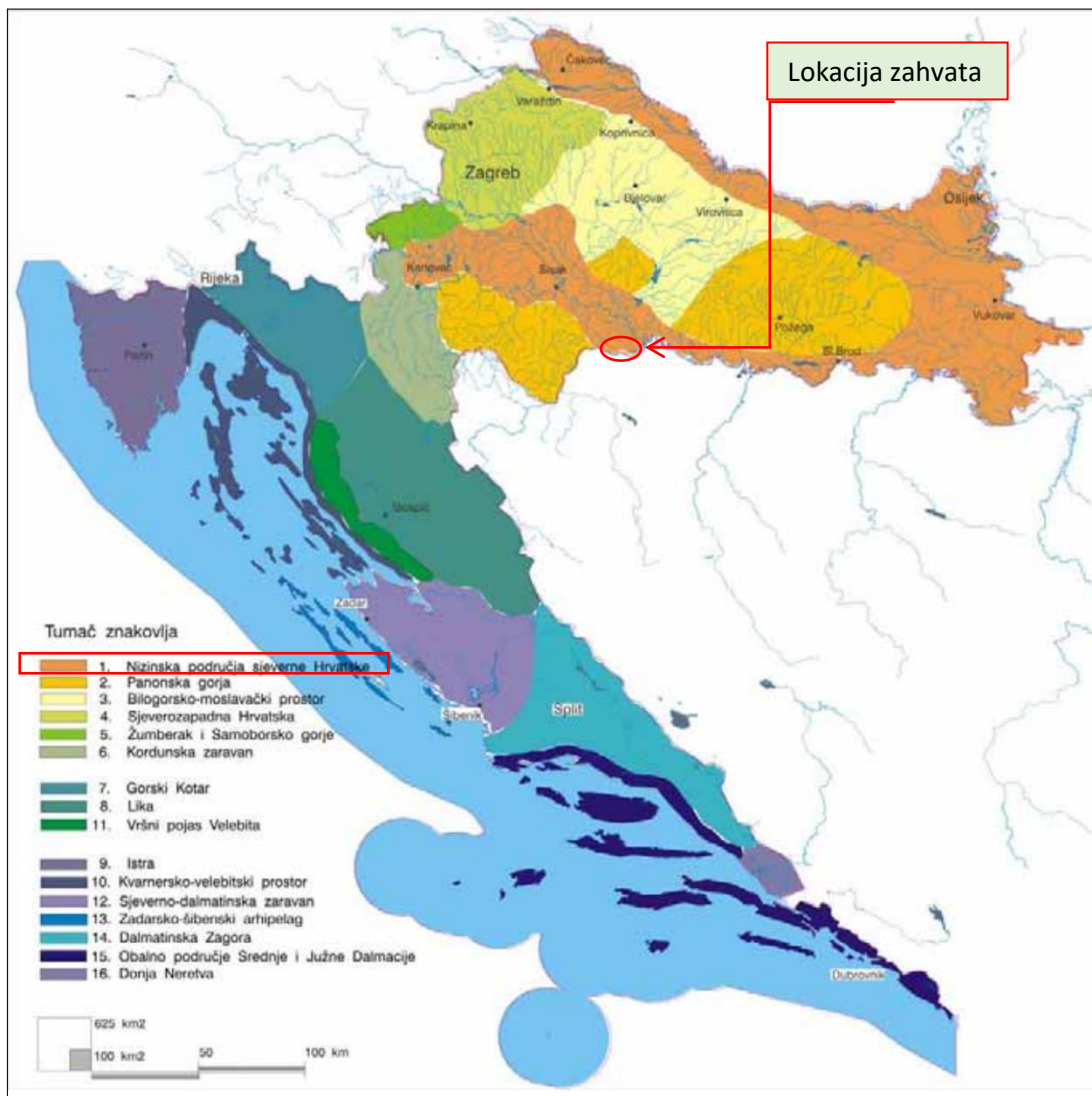 Lokacija zahvata
Čakovec
Varaždin
Krapina
Koprivnica
Zagreb
Bjelovar
Virovitica
Osijek
Karlovac
Sisak
Rijeka
Požega
Vukovar
Sl.Brod
Pazin
Gospić
Zadar
Šibenik
Split
Dubrovnik
Tumač znakovlja
1. Nizinska područja sjeverne Hrvatske
2. Panonska gorja
3. Bilogorsko-moslavački prostor
4. Sjeverozapadna Hrvatska
5. Žumberak i Samoborsko gorje
6. Kordunska zaravan
7. Gorski Kotar
8. Lika
11. Vršni pojas Velebita
9. Istra
10. Kvarnersko-velebitski prostor
12. Sjeverno-dalmatinska zaravan
13. Zadarsko-šibenski arhipelag
14. Dalmatinska Zagora
15. Obalno područje Srednje i Južne Dalmacije
16. Donja Neretva
625 km2
100 km2 50 100 km